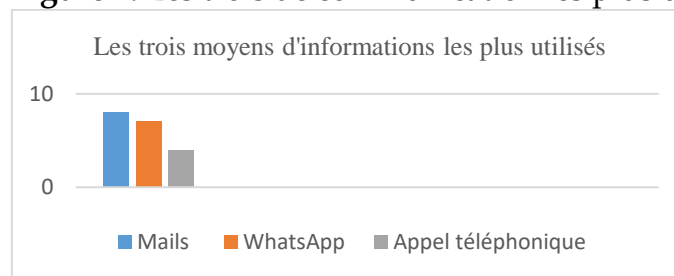 Les trois moyens d'informations les plus utilisés
10
0
Mails WhatsApp Appel téléphonique